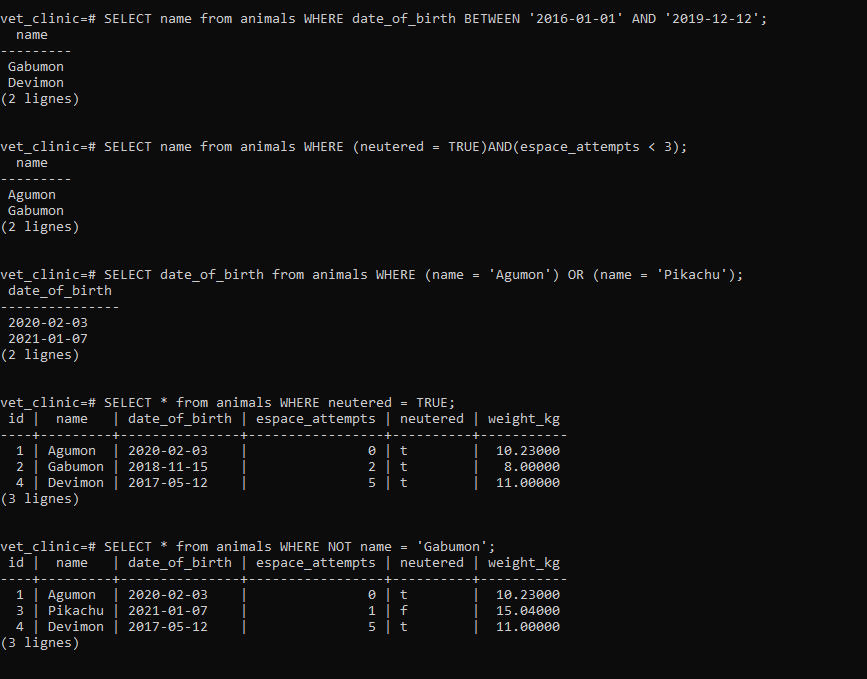 vet_clinic=# SELECT name from animals WHERE date_of_birth BETWEEN '2016-01-01' AND '2019-12-12';
  name
---------
 Gabumon
 Devimon
(2 lignes)
vet_clinic=# SELECT name from animals WHERE (neutered = TRUE)AND(espace_attempts < 3);
  name
---------
 Agumon
 Gabumon
(2 lignes)
vet_clinic=# SELECT date_of_birth from animals WHERE (name = 'Agumon') OR (name = 'Pikachu');
 date_of_birth
---------------
 2020-02-03
 2021-01-07
(2 lignes)
vet_clinic=# SELECT * from animals WHERE neutered = TRUE;
 id |  name   | date_of_birth | espace_attempts | neutered | weight_kg
----+---------+---------------+-----------------+----------+-----------
  1 | Agumon  | 2020-02-03    |               0 | t        |  10.23000
  2 | Gabumon | 2018-11-15    |               2 | t        |   8.00000
  4 | Devimon | 2017-05-12    |               5 | t        |  11.00000
(3 lignes)
vet_clinic=# SELECT * from animals WHERE NOT name = 'Gabumon';
 id |  name   | date_of_birth | espace_attempts | neutered | weight_kg
----+---------+---------------+-----------------+----------+-----------
  1 | Agumon  | 2020-02-03    |               0 | t        |  10.23000
  3 | Pikachu | 2021-01-07    |               1 | f        |  15.04000
  4 | Devimon | 2017-05-12    |               5 | t        |  11.00000
(3 lignes)